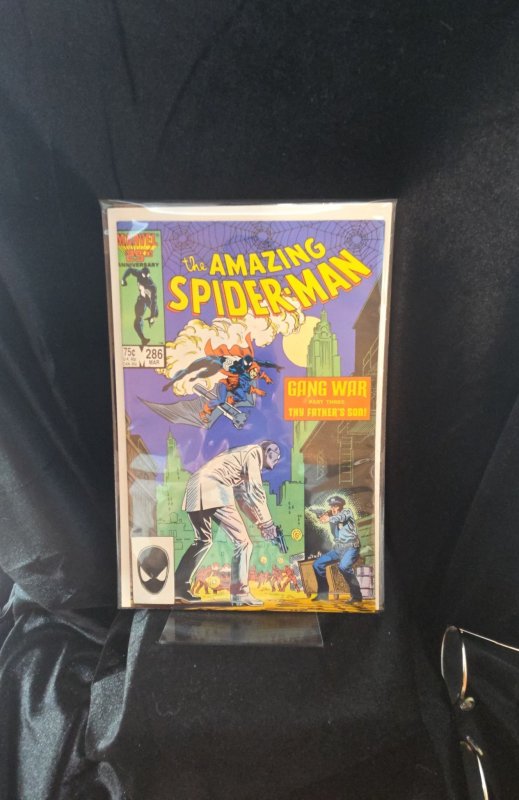 MARVEL
25TH
ANNIVERSARY
the AMAZING
SPIDER-MAN
75¢
286
MAR
GANG WAR
PART THREE
THY FATHER'S SON!